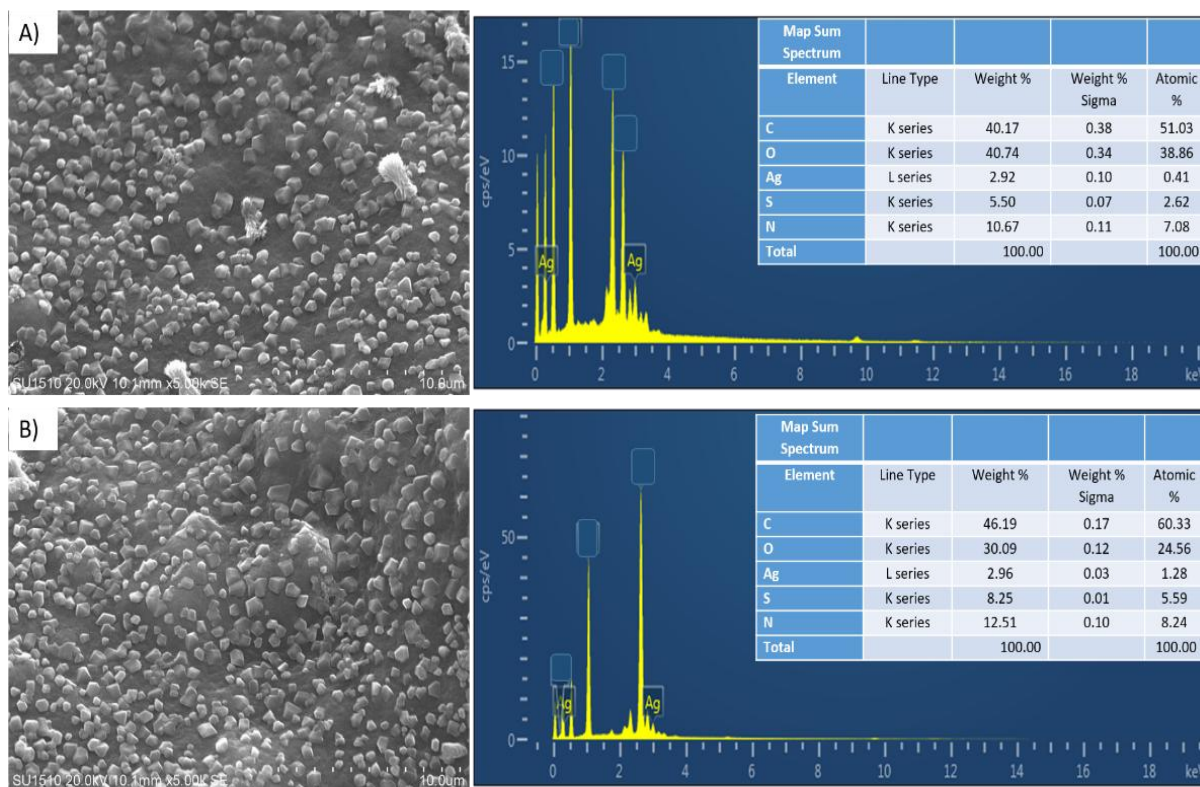 A)
SU1510 20.0kV 10.1mm x5.00k SE 10.0um
cps/eV
15
10
5
0
Ag
Ag
0 2 4 6 8 10 12 14 16 18 keV
Map Sum Spectrum
Element Line Type Weight % Weight % Sigma Atomic %
C K series 40.17 0.38 51.03
O K series 40.74 0.34 38.86
Ag L series 2.92 0.10 0.41
S K series 5.50 0.07 2.62
N K series 10.67 0.11 7.08
Total 100.00 100.00
B)
SU1510 20.0kV 10.1mm x5.00k SE 10.0um
cps/eV
50
0
Ag
Ag
0 2 4 6 8 10 12 14 16 18 ke
Map Sum Spectrum
Element Line Type Weight % Weight % Sigma Atomic %
C K series 46.19 0.17 60.33
O K series 30.09 0.12 24.56
Ag L series 2.96 0.03 1.28
S K series 8.25 0.01 5.59
N K series 12.51 0.10 8.24
Total 100.00 100.00